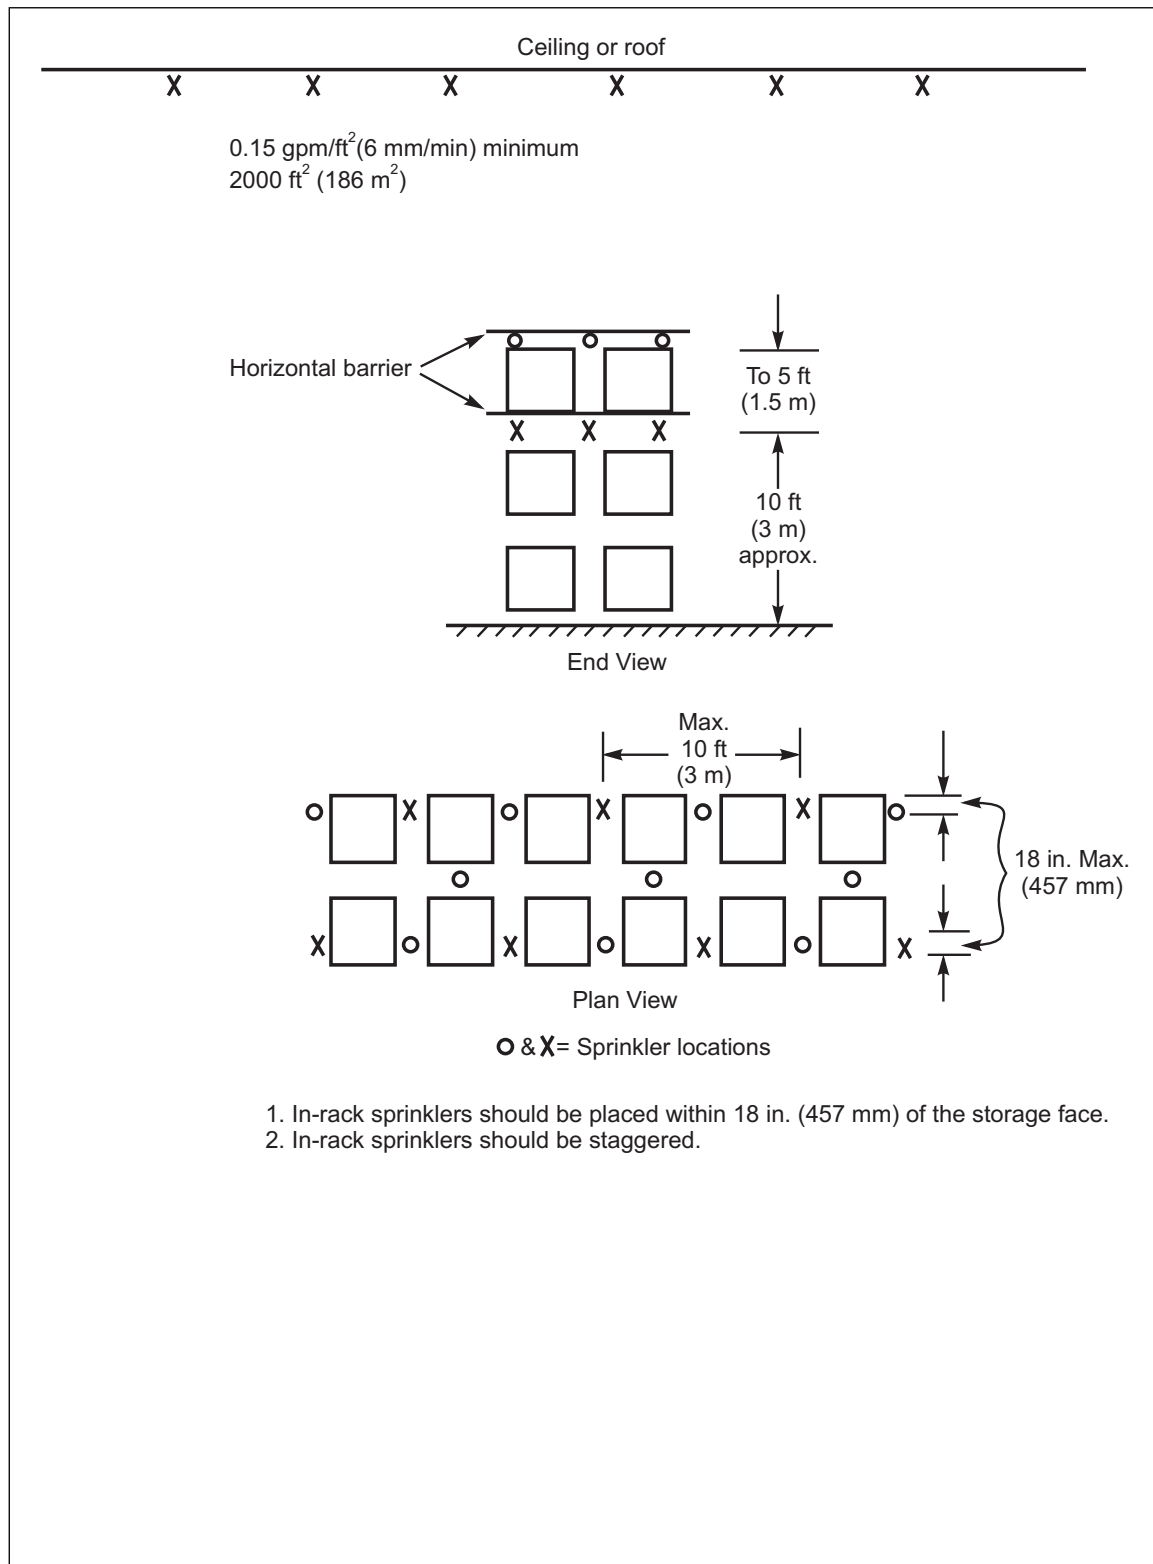 Ceiling or roof
X X X X X X
0.15 gpm/ft²(6 mm/min) minimum
2000 ft² (186 m²)
Horizontal barrier
To 5 ft
(1.5 m)
X X X
10 ft
(3 m)
approx.
End View
Max.
10 ft
(3 m)
X X X
18 in. Max.
(457 mm)
X X X X
Plan View
O & X= Sprinkler locations
1. In-rack sprinklers should be placed within 18 in. (457 mm) of the storage face.
2. In-rack sprinklers should be staggered.